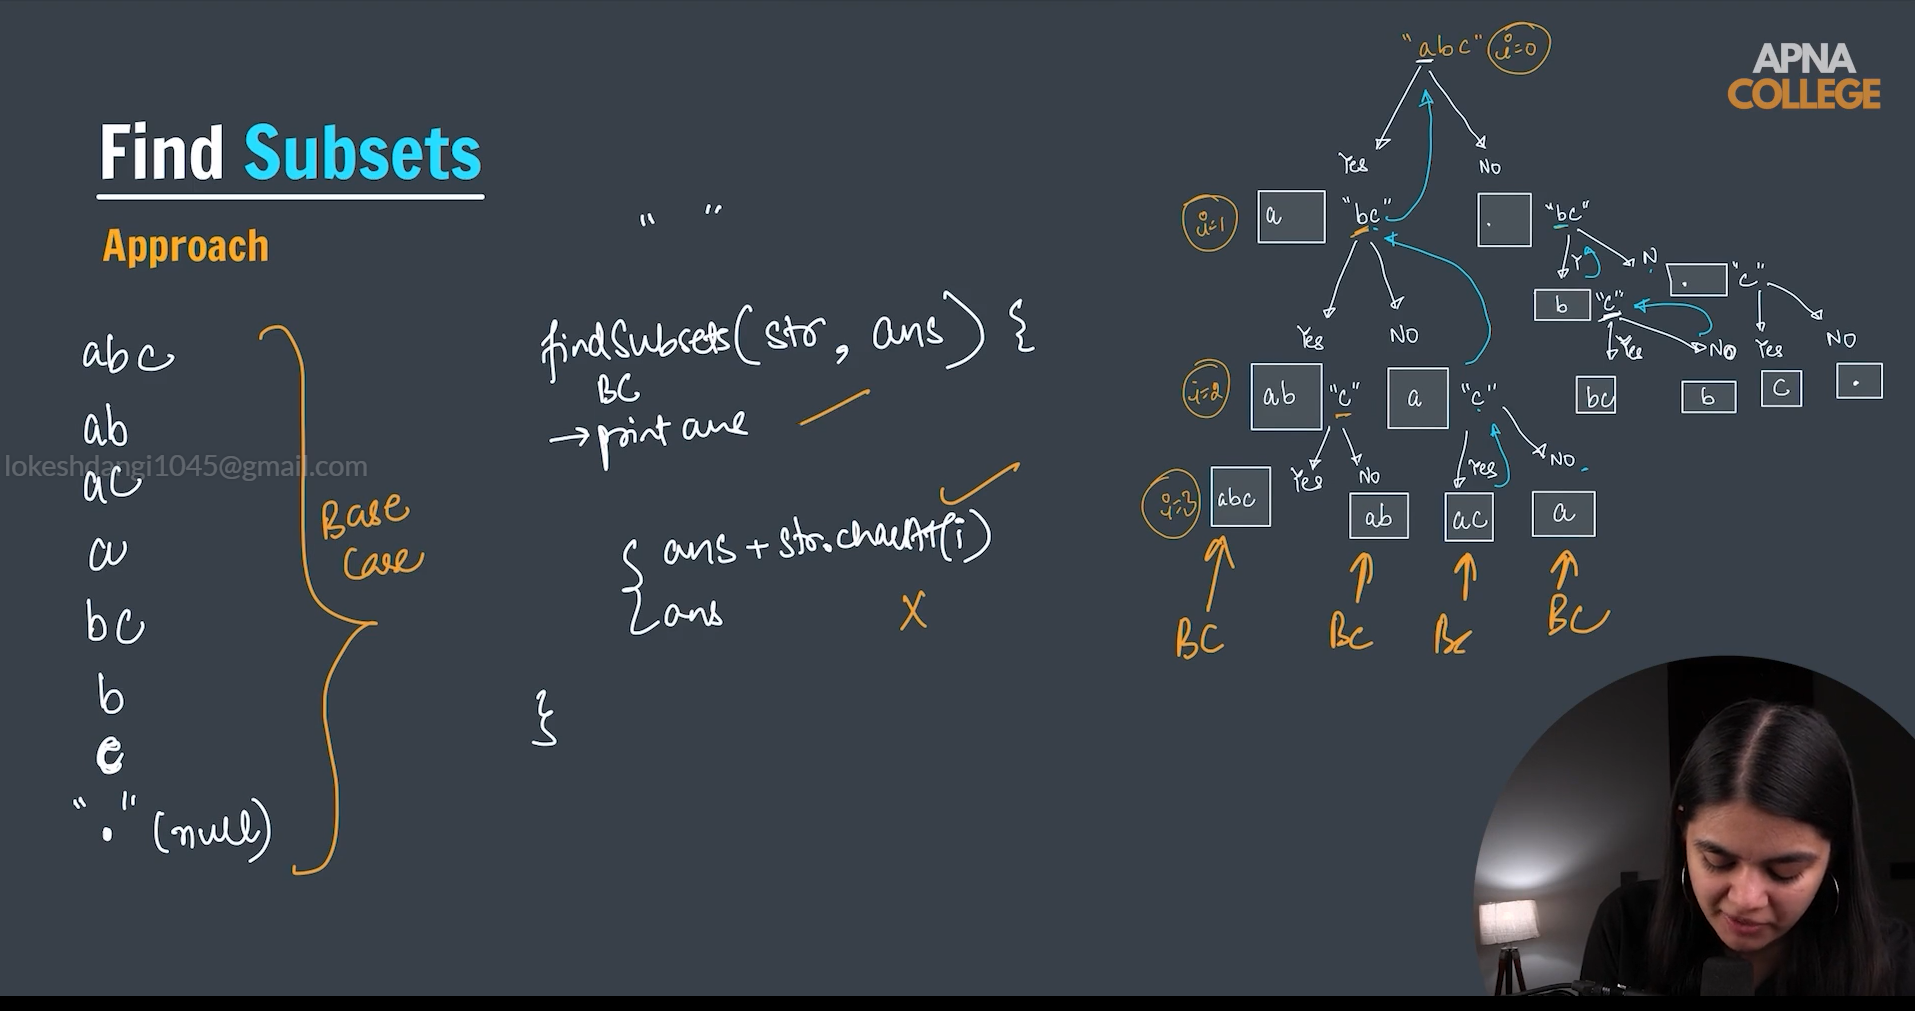 APNA
COLLEGE
Find Subsets
Approach
lokeshdangi1045@gmail.com
abc
ab
ac
a
bc
b
c
" . " (null)
Base
Case
" "
findSubsets(str, ans) {
BC
→ print ans
ans + str.charAt(i) ✓
ans X
}
"abc" i=0
Yes No
i=1 a "bc" . "bc"
Y N
b "c" . "c"
Yes No Yes No
bc b c .
Yes No
i=2 ab "c" a "c"
Yes No Yes No
i=3 abc ab ac a
BC BC BC BC